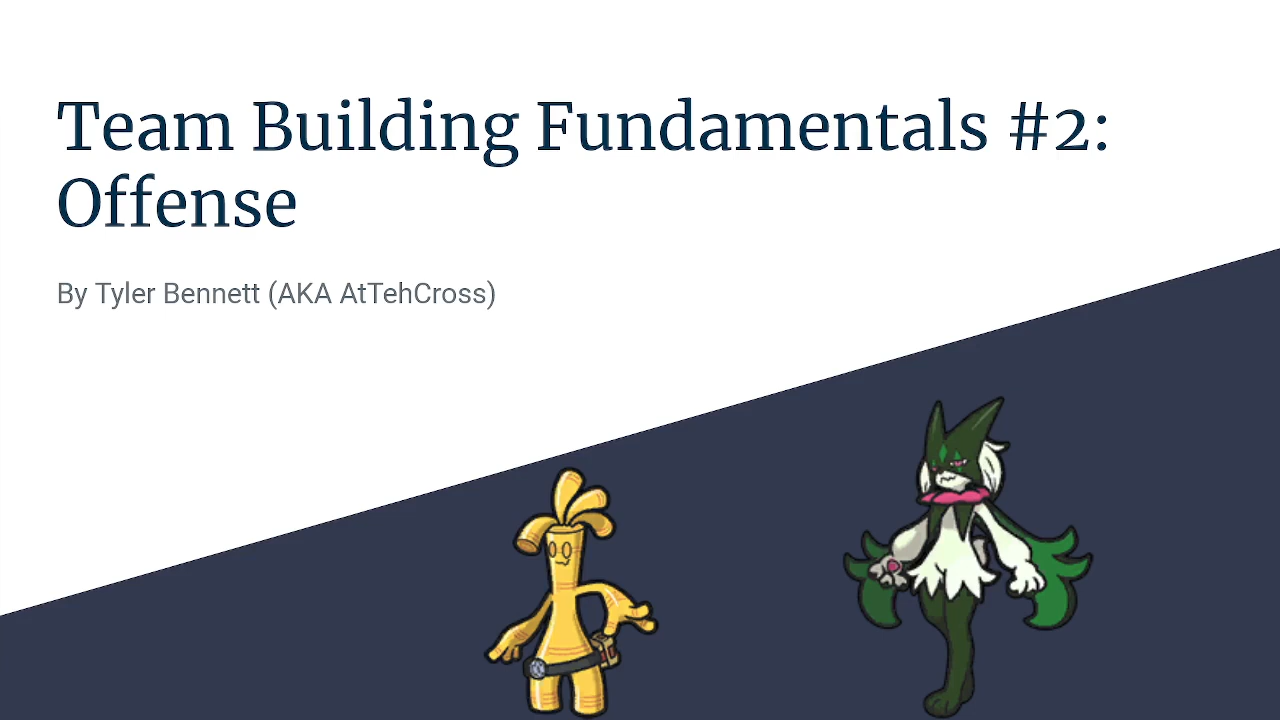 Team Building Fundamentals #2:
Offense
By Tyler Bennett (AKA AtTehCross)